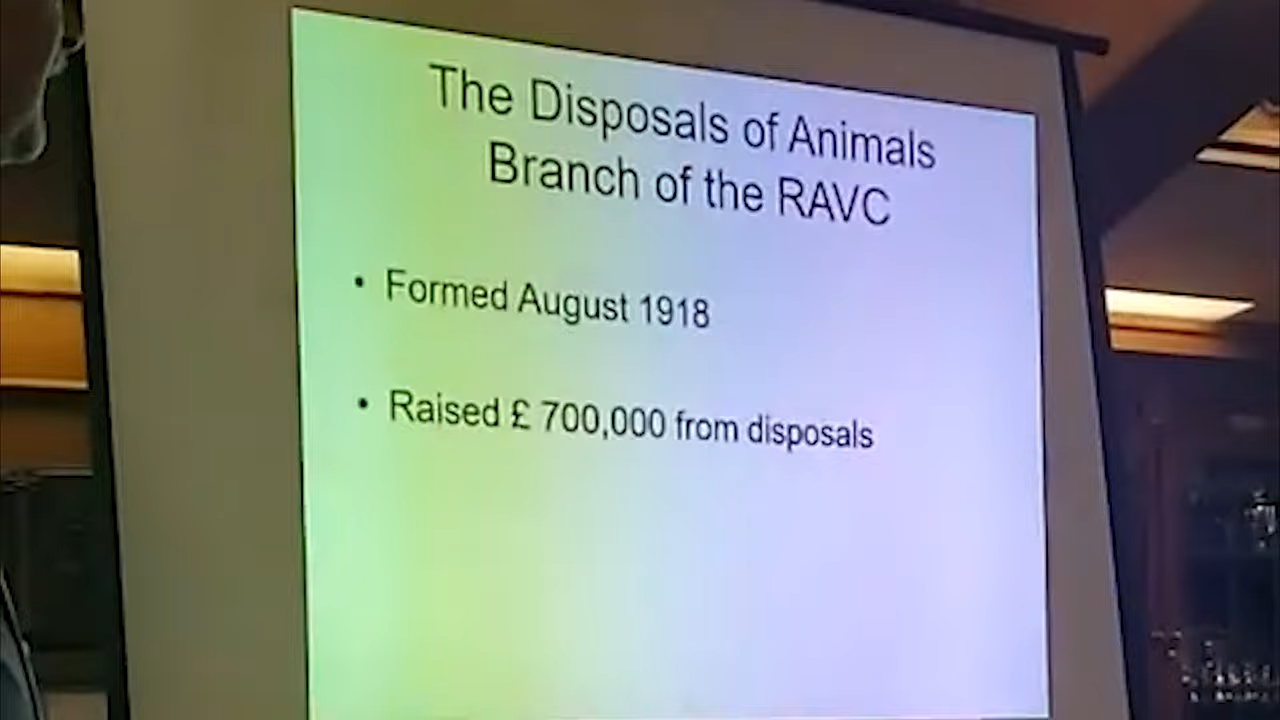 The Disposals of Animals
Branch of the RAVC
• Formed August 1918
• Raised £ 700,000 from disposals